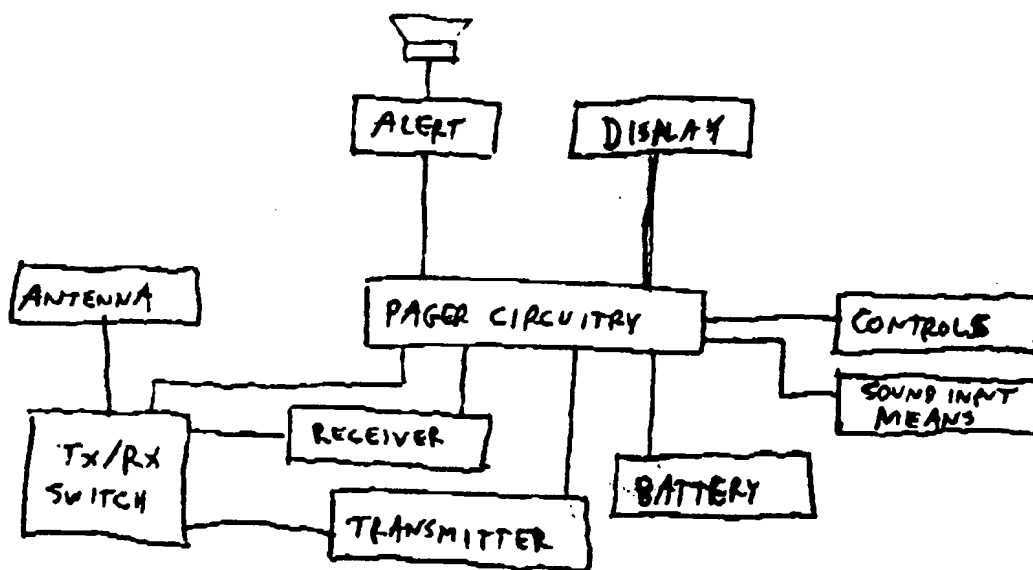 ALERT
DISPLAY
ANTENNA
PAGER CIRCUITRY
CONTROLS
SOUND INPUT
MEANS
RECEIVER
TX/RX
SWITCH
BATTERY
TRANSMITTER